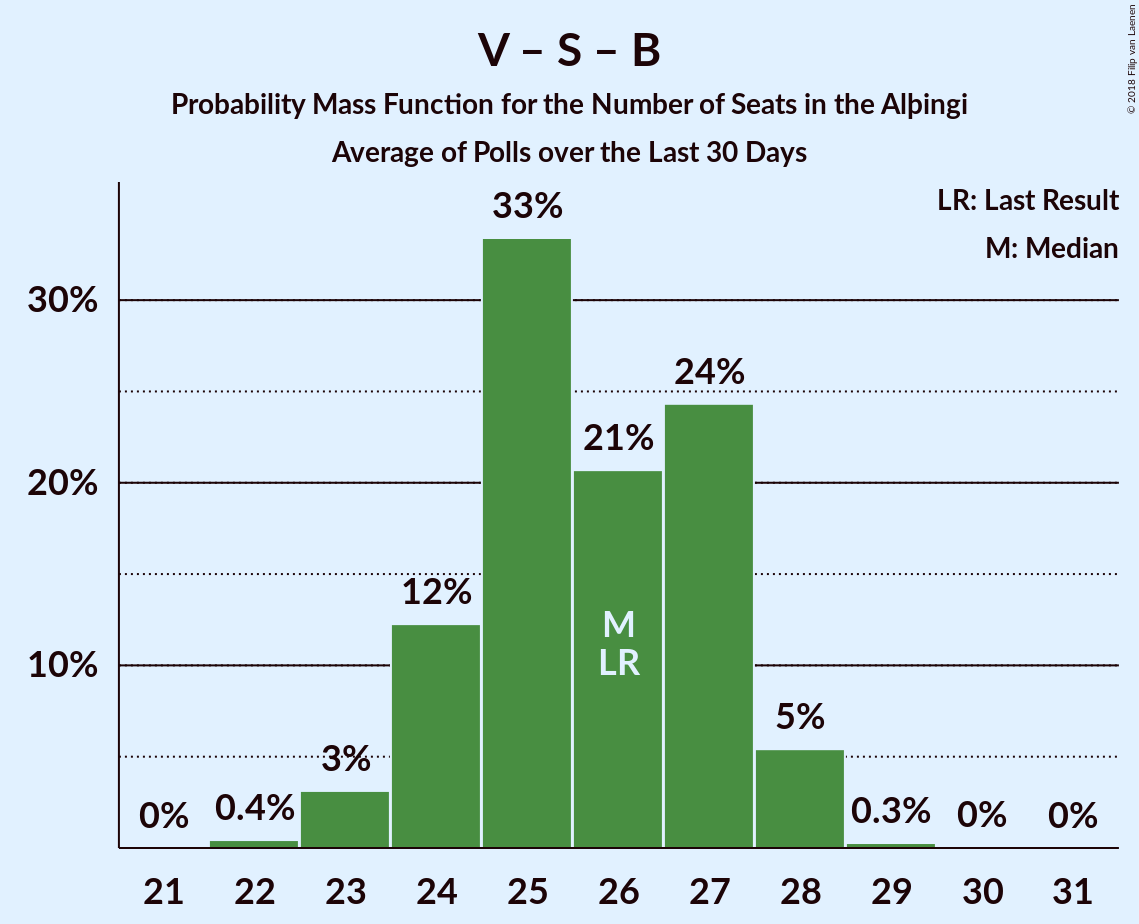 V – S – B
Probability Mass Function for the Number of Seats in the Alþingi
Average of Polls over the Last 30 Days
© 2018 Filip van Laenen
LR: Last Result
M: Median
33%
30%
24%
21%
20%
12%
M
LR
10%
5%
3%
0%
0.4%
0.3%
0%
0%
21 22 23 24 25 26 27 28 29 30 31